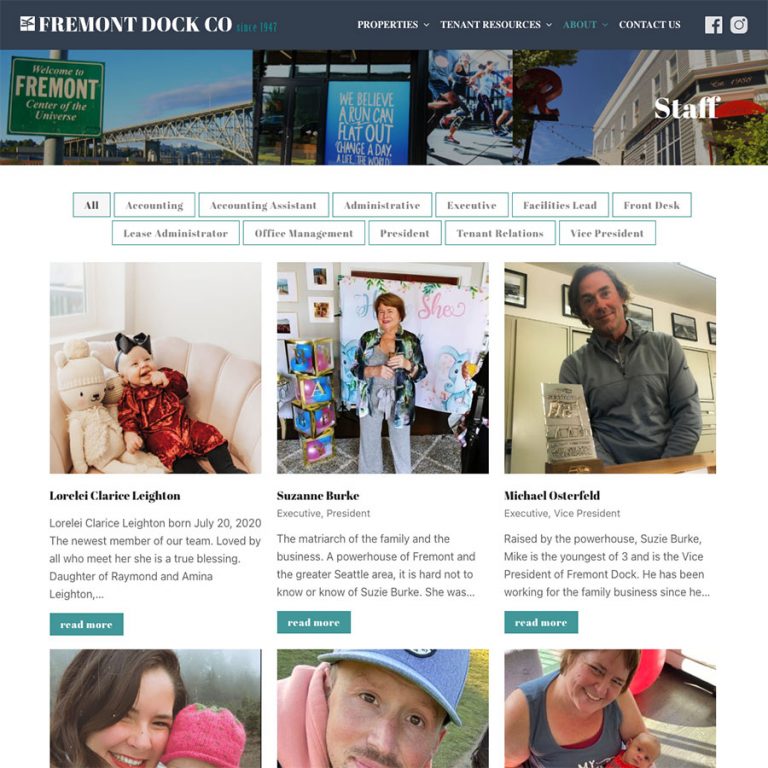 FREMONT DOCK CO since 1947
PROPERTIES TENANT RESOURCES ABOUT CONTACT US
Welcome to
FREMONT
Center of the
Universe
WE BELIEVE
A RUN CAN
FLAT OUT
CHANGE A DAY,
A LIFE, THE WORLD.
Staff
All Accounting Accounting Assistant Administrative Executive Facilities Lead Front Desk
Lease Administrator Office Management President Tenant Relations Vice President
She
Lorelei Clarice Leighton
Lorelei Clarice Leighton born July 20, 2020
The newest member of our team. Loved by
all who meet her she is a true blessing.
Daughter of Raymond and Amina
Leighton,...
read more
Suzanne Burke
Executive, President
The matriarch of the family and the
business. A powerhouse of Fremont and
the greater Seattle area, it is hard not to
know or know of Suzie Burke. She was...
read more
Michael Osterfeld
Executive, Vice President
Raised by the powerhouse, Suzie Burke,
Mike is the youngest of 3 and is the Vice
President of Fremont Dock. He has been
working for the family business since he...
read more